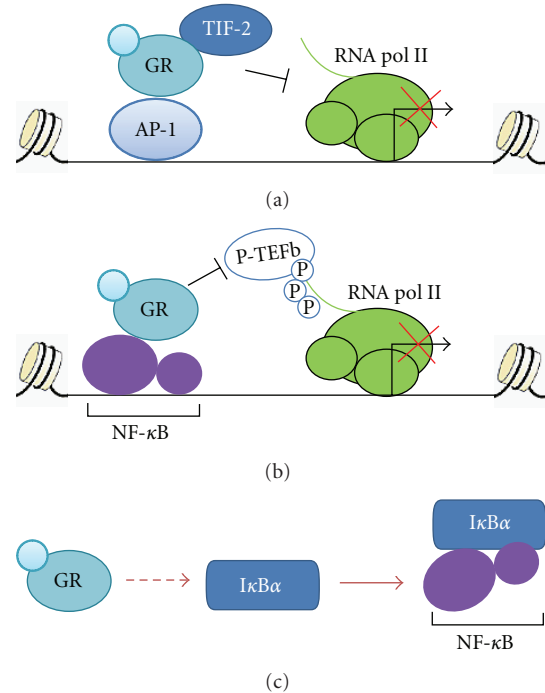 TIF-2
GR
RNA pol II
AP-1
(a)
P-TEFb
P
P
P
GR
RNA pol II
NF-κB
(b)
IκBα
GR
IκBα
NF-κB
(c)